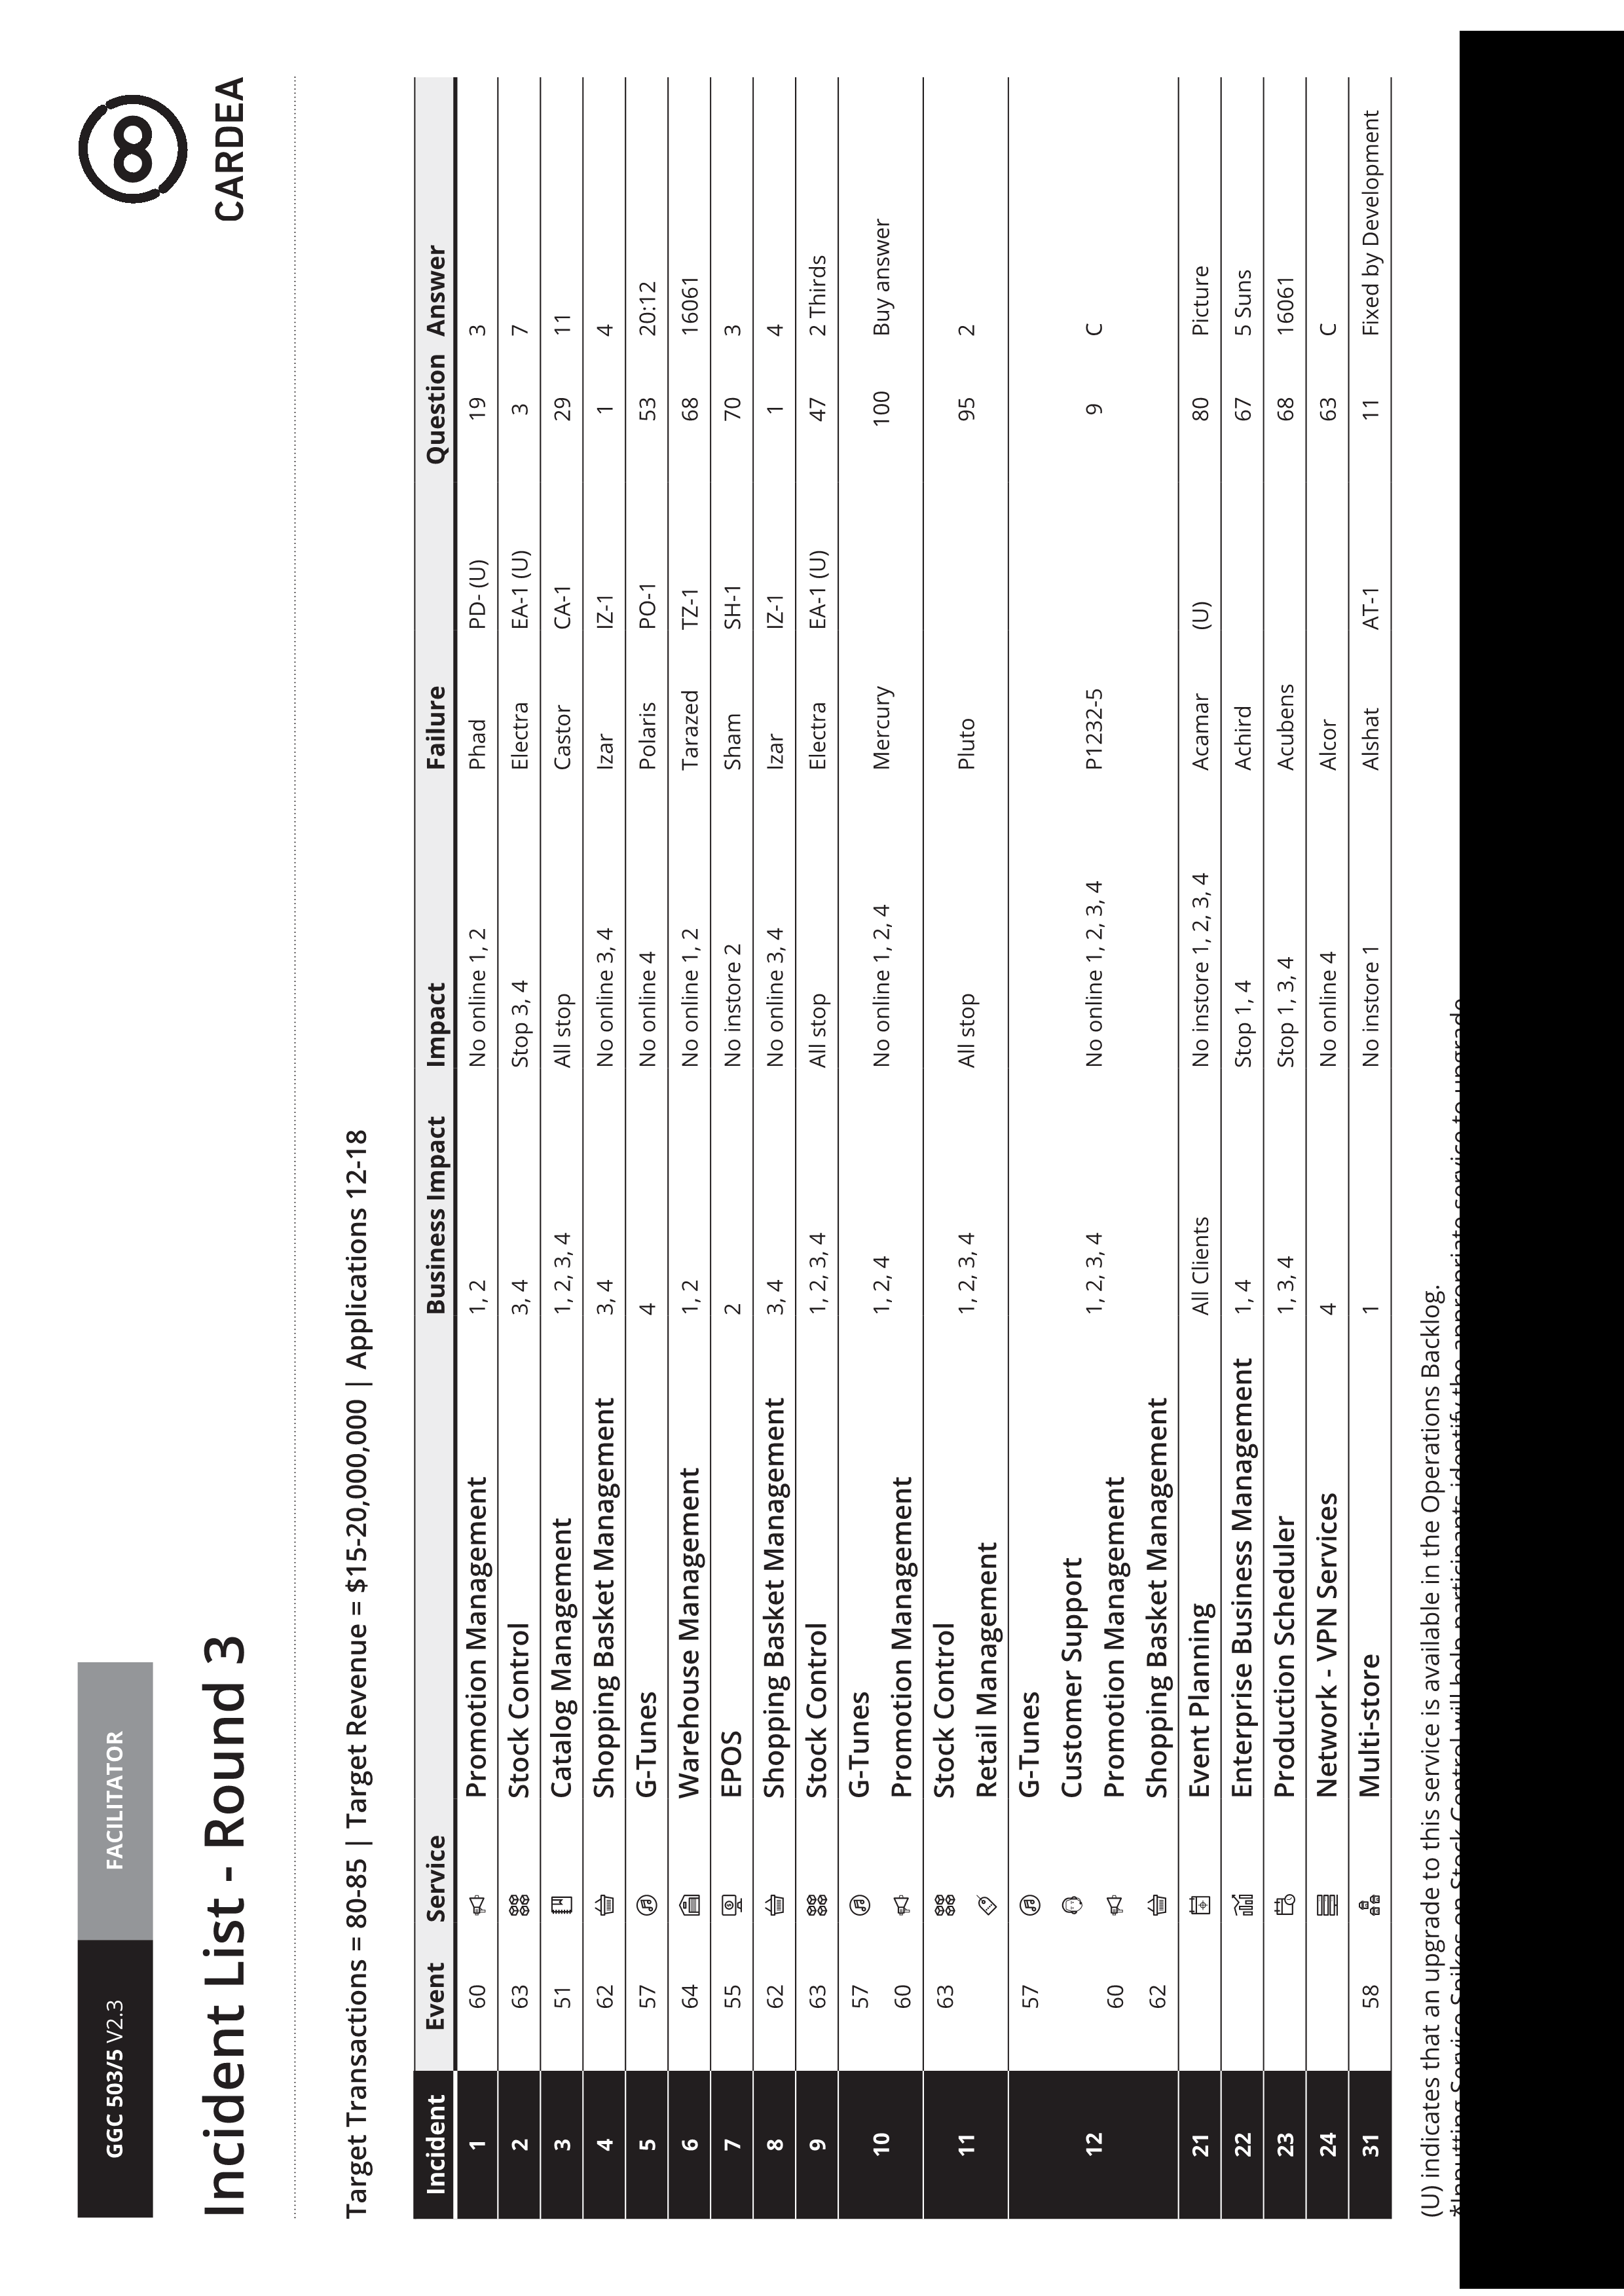 GGC 503/5 V2.3 FACILITATOR
CARDEA
Incident List - Round 3
Target Transactions = 80-85 | Target Revenue = $15-20,000,000 | Applications 12-18
Incident Event Service Business Impact Impact Failure Question Answer
1 60 Promotion Management 1, 2 No online 1, 2 Phad PD- (U) 19 3
2 63 Stock Control 3, 4 Stop 3, 4 Electra EA-1 (U) 3 7
3 51 Catalog Management 1, 2, 3, 4 All stop Castor CA-1 29 11
4 62 Shopping Basket Management 3, 4 No online 3, 4 Izar IZ-1 1 4
5 57 G-Tunes 4 No online 4 Polaris PO-1 53 20:12
6 64 Warehouse Management 1, 2 No online 1, 2 Tarazed TZ-1 68 16061
7 55 EPOS 2 No instore 2 Sham SH-1 70 3
8 62 Shopping Basket Management 3, 4 No online 3, 4 Izar IZ-1 1 4
9 63 Stock Control 1, 2, 3, 4 All stop Electra EA-1 (U) 47 2 Thirds
57 G-Tunes
10 1, 2, 4 No online 1, 2, 4 Mercury 100 Buy answer
60 Promotion Management
63 Stock Control
11 1, 2, 3, 4 All stop Pluto 95 2
Retail Management
57 G-Tunes
Customer Support
12 1, 2, 3, 4 No online 1, 2, 3, 4 P1232-5 9 C
60 Promotion Management
62 Shopping Basket Management
21 Event Planning All Clients No instore 1, 2, 3, 4 Acamar (U) 80 Picture
22 Enterprise Business Management 1, 4 Stop 1, 4 Achird 67 5 Suns
23 Production Scheduler 1, 3, 4 Stop 1, 3, 4 Acubens 68 16061
24 Network - VPN Services 4 No online 4 Alcor 63 C
31 58 Multi-store 1 No instore 1 Alshat AT-1 11 Fixed by Development
(U) indicates that an upgrade to this service is available in the Operations Backlog.
*Inputting Service Spikes on Stock Control will help participants identify the appropriate service to upgrade